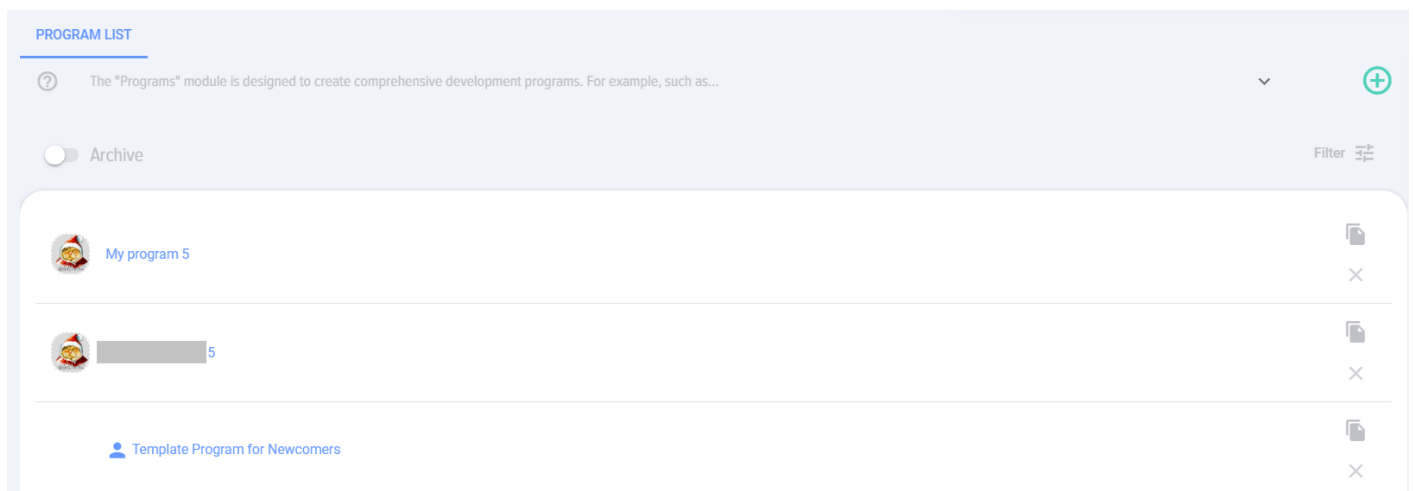 PROGRAM LIST
The "Programs" module is designed to create comprehensive development programs. For example, such as...
Archive
Filter
My program 5
5
Template Program for Newcomers